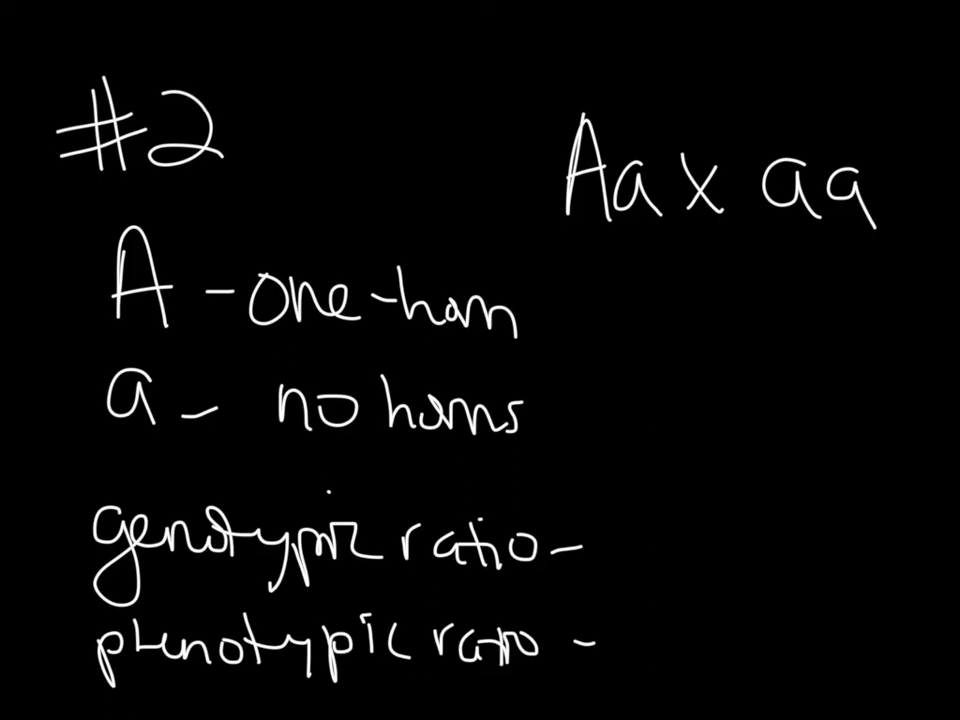 #2
Aa x aa
A - one-horn
a - no horns
genotypic ratio -
phenotypic ratio -